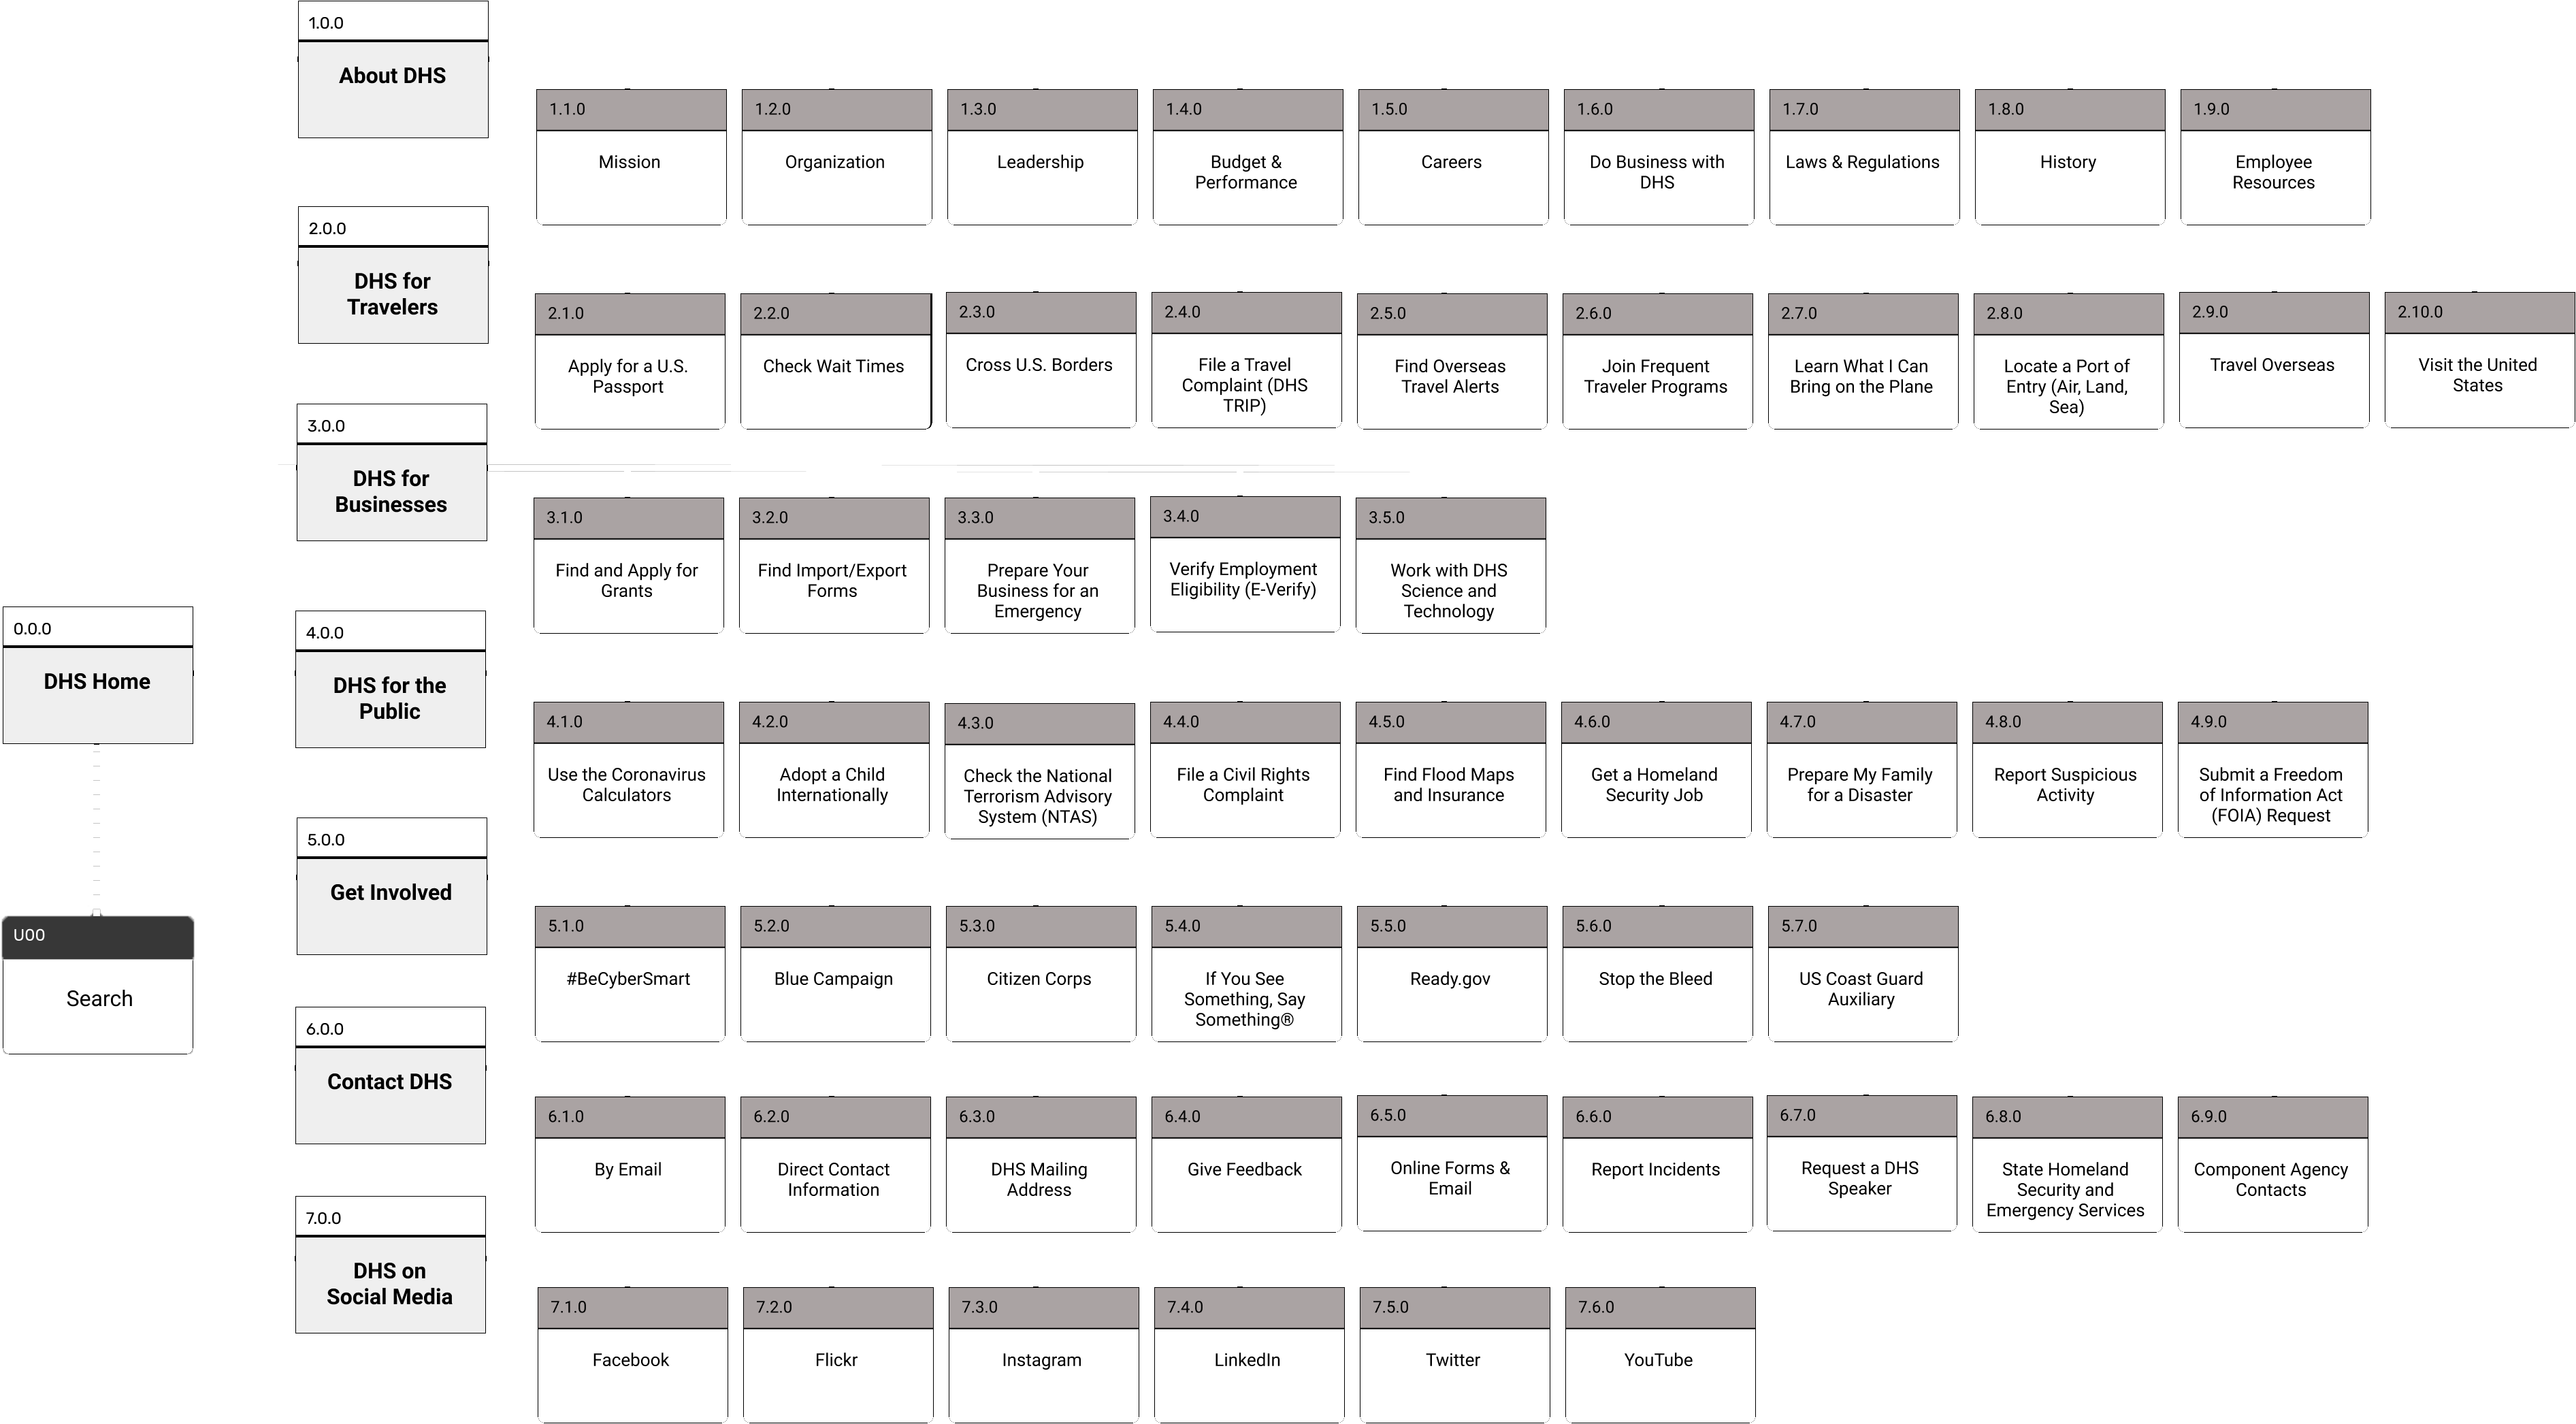 1.0.0
About DHS
1.1.0
Mission
1.2.0
Organization
1.3.0
Leadership
1.4.0
Budget &
Performance
1.5.0
Careers
1.6.0
Do Business with
DHS
1.7.0
Laws & Regulations
1.8.0
History
1.9.0
Employee
Resources
2.0.0
DHS for
Travelers
2.1.0
Apply for a U.S.
Passport
2.2.0
Check Wait Times
2.3.0
Cross U.S. Borders
2.4.0
File a Travel
Complaint (DHS
TRIP)
2.5.0
Find Overseas
Travel Alerts
2.6.0
Join Frequent
Traveler Programs
2.7.0
Learn What I Can
Bring on the Plane
2.8.0
Locate a Port of
Entry (Air, Land,
Sea)
2.9.0
Travel Overseas
2.10.0
Visit the United
States
3.0.0
DHS for
Businesses
3.1.0
Find and Apply for
Grants
3.2.0
Find Import/Export
Forms
3.3.0
Prepare Your
Business for an
Emergency
3.4.0
Verify Employment
Eligibility (E-Verify)
3.5.0
Work with DHS
Science and
Technology
0.0.0
DHS Home
4.0.0
DHS for the
Public
4.1.0
Use the Coronavirus
Calculators
4.2.0
Adopt a Child
Internationally
4.3.0
Check the National
Terrorism Advisory
System (NTAS)
4.4.0
File a Civil Rights
Complaint
4.5.0
Find Flood Maps
and Insurance
4.6.0
Get a Homeland
Security Job
4.7.0
Prepare My Family
for a Disaster
4.8.0
Report Suspicious
Activity
4.9.0
Submit a Freedom
of Information Act
(FOIA) Request
U00
Search
5.0.0
Get Involved
5.1.0
#BeCyberSmart
5.2.0
Blue Campaign
5.3.0
Citizen Corps
5.4.0
If You See
Something, Say
Something®
5.5.0
Ready.gov
5.6.0
Stop the Bleed
5.7.0
US Coast Guard
Auxiliary
6.0.0
Contact DHS
6.1.0
By Email
6.2.0
Direct Contact
Information
6.3.0
DHS Mailing
Address
6.4.0
Give Feedback
6.5.0
Online Forms &
Email
6.6.0
Report Incidents
6.7.0
Request a DHS
Speaker
6.8.0
State Homeland
Security and
Emergency Services
6.9.0
Component Agency
Contacts
7.0.0
DHS on
Social Media
7.1.0
Facebook
7.2.0
Flickr
7.3.0
Instagram
7.4.0
LinkedIn
7.5.0
Twitter
7.6.0
YouTube